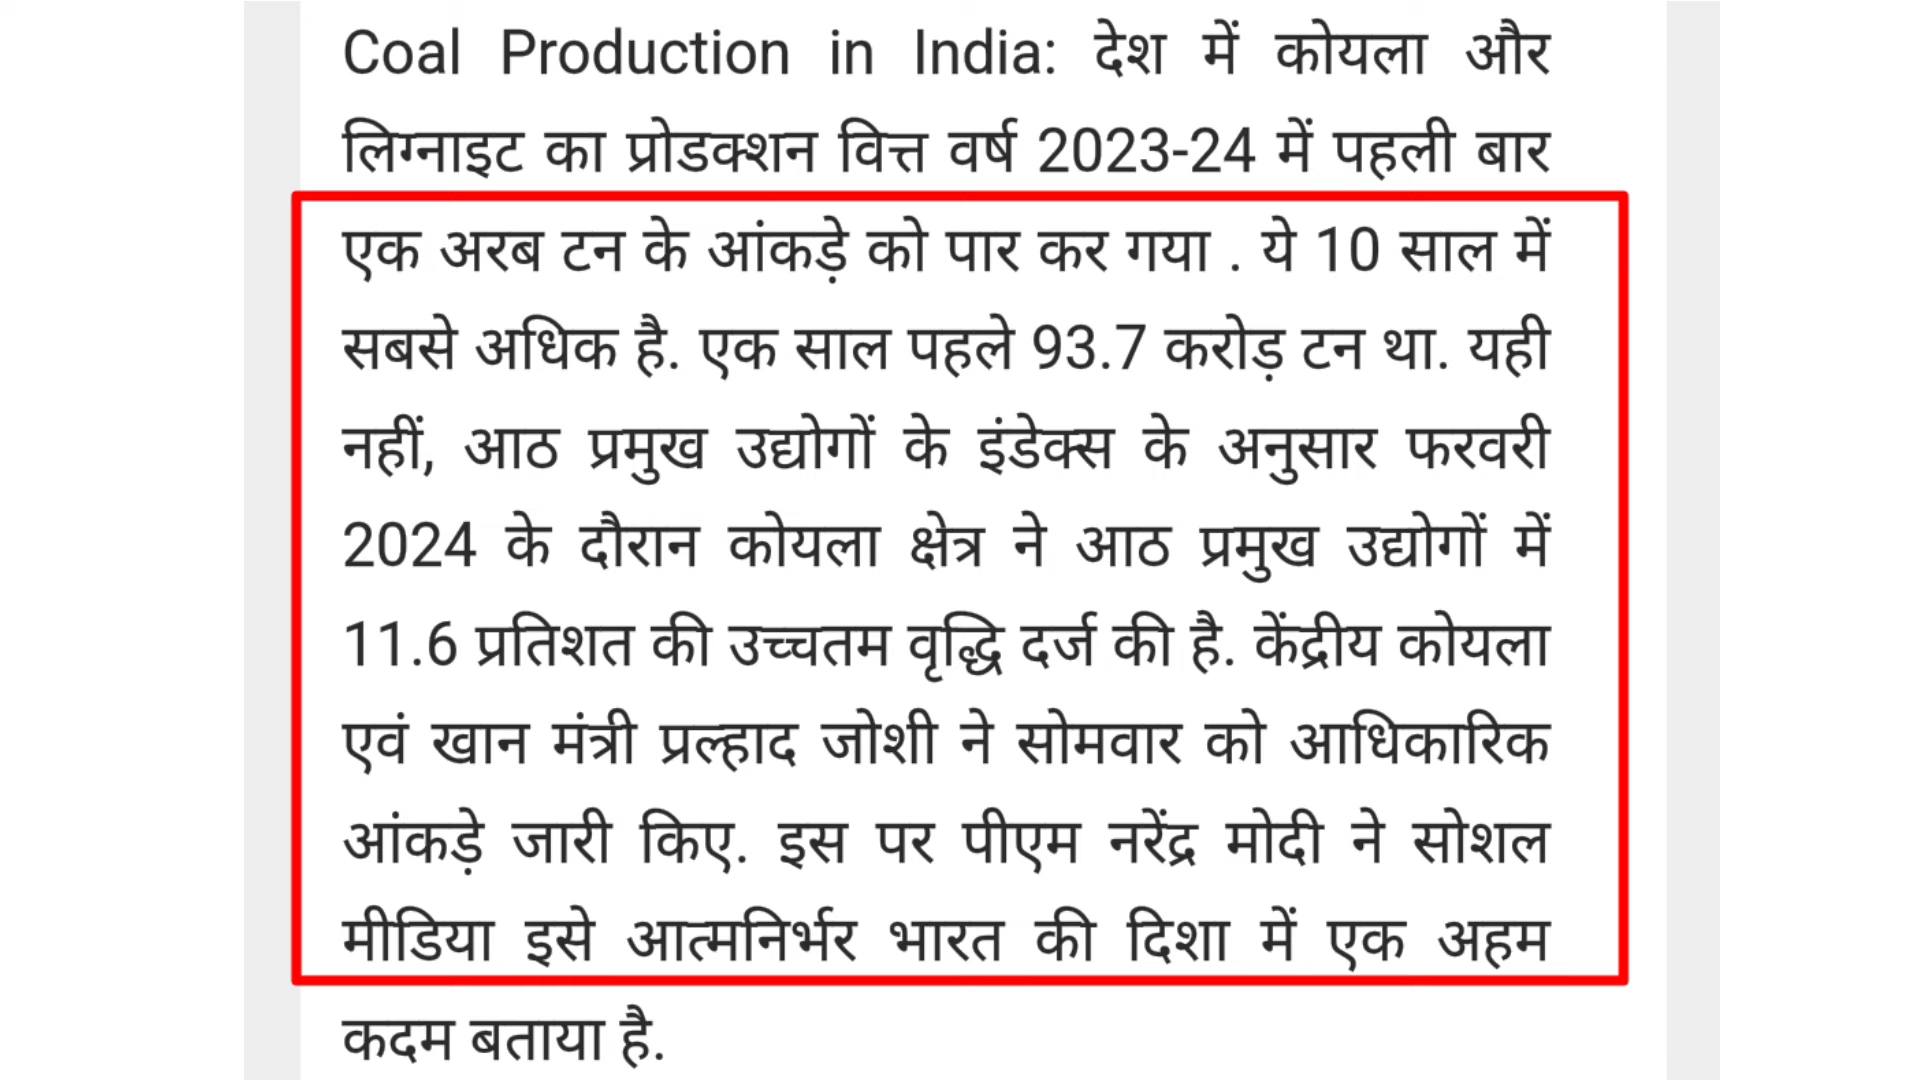 Coal Production in India: देश में कोयला और
लिग्नाइट का प्रोडक्शन वित्त वर्ष 2023-24 में पहली बार
एक अरब टन के आंकड़े को पार कर गया . ये 10 साल में
सबसे अधिक है. एक साल पहले 93.7 करोड़ टन था. यही
नहीं, आठ प्रमुख उद्योगों के इंडेक्स के अनुसार फरवरी
2024 के दौरान कोयला क्षेत्र ने आठ प्रमुख उद्योगों में
11.6 प्रतिशत की उच्चतम वृद्धि दर्ज की है. केंद्रीय कोयला
एवं खान मंत्री प्रल्हाद जोशी ने सोमवार को आधिकारिक
आंकड़े जारी किए. इस पर पीएम नरेंद्र मोदी ने सोशल
मीडिया इसे आत्मनिर्भर भारत की दिशा में एक अहम
कदम बताया है.